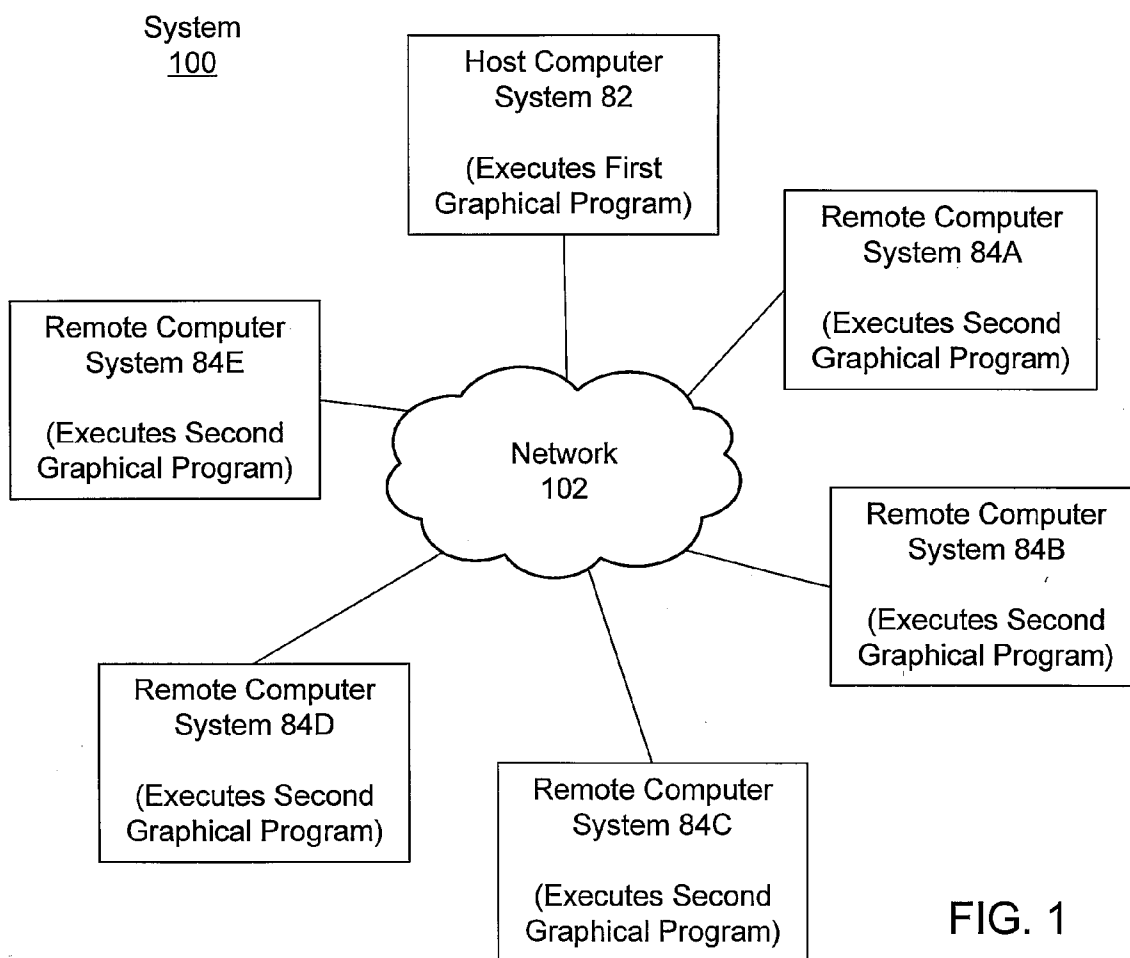 System
100
Host Computer
System 82
(Executes First
Graphical Program)
Remote Computer
System 84A
(Executes Second
Graphical Program)
Remote Computer
System 84E
(Executes Second
Graphical Program)
Network
102
Remote Computer
System 84B
(Executes Second
Graphical Program)
Remote Computer
System 84D
(Executes Second
Graphical Program)
Remote Computer
System 84C
(Executes Second
Graphical Program)
FIG. 1